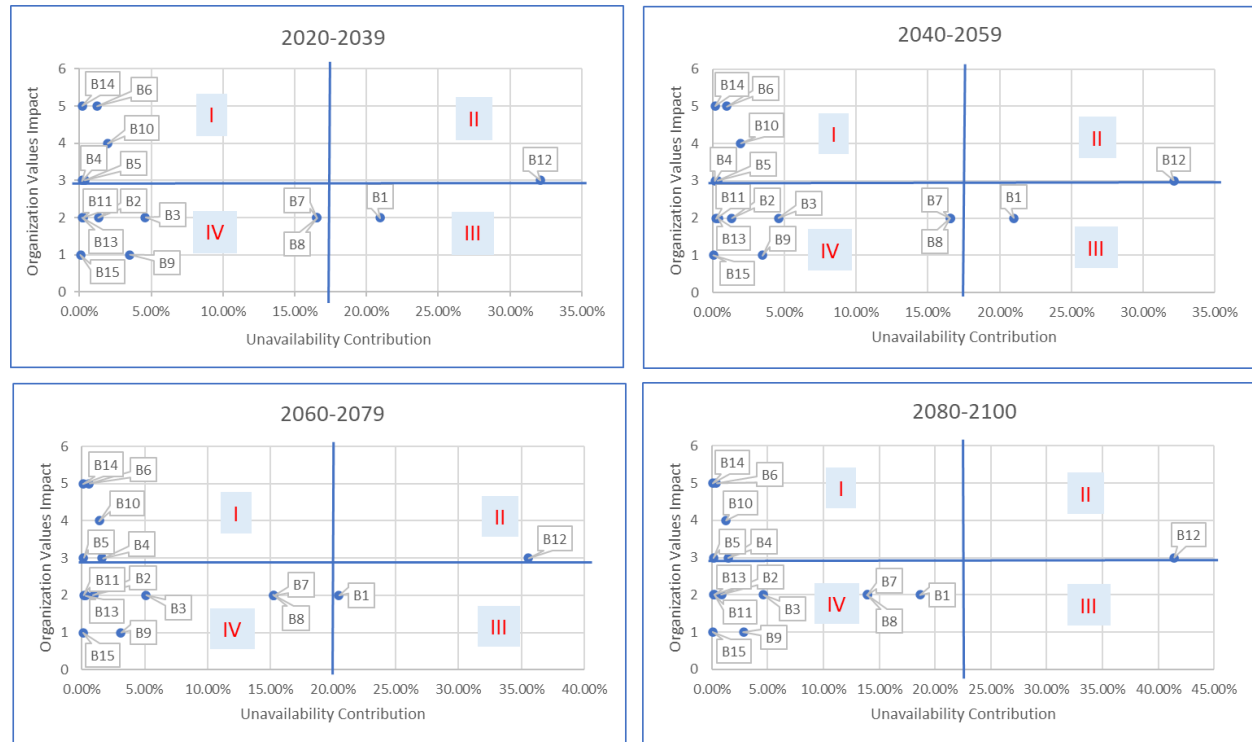 2020-2039
Organization Values Impact
6
5
4
3
2
1
0
B14
B6
B10
B4
B5
B12
B11
B2
B3
B7
B1
B13
B8
B15
B9
I
II
IV
III
0.00% 5.00% 10.00% 15.00% 20.00% 25.00% 30.00% 35.00%
Unavailability Contribution
2040-2059
Organization Values Impact
6
5
4
3
2
1
0
B14
B6
B10
B4
B5
B12
B11
B2
B3
B7
B1
B13
B9
B8
B15
I
II
IV
III
0.00% 5.00% 10.00% 15.00% 20.00% 25.00% 30.00% 35.00%
Unavailability Contribution
2060-2079
Organization Values Impact
6
5
4
3
2
1
0
B14
B6
B10
B5
B4
B12
B11
B2
B3
B7
B1
B13
B8
B15
B9
I
II
IV
III
0.00% 5.00% 10.00% 15.00% 20.00% 25.00% 30.00% 35.00% 40.00%
Unavailability Contribution
2080-2100
Organization Values Impact
6
5
4
3
2
1
0
B14
B6
B10
B5
B4
B12
B13
B2
B7
B1
B11
B3
B8
B15
B9
I
II
IV
III
0.00% 5.00% 10.00% 15.00% 20.00% 25.00% 30.00% 35.00% 40.00% 45.00%
Unavailability Contribution